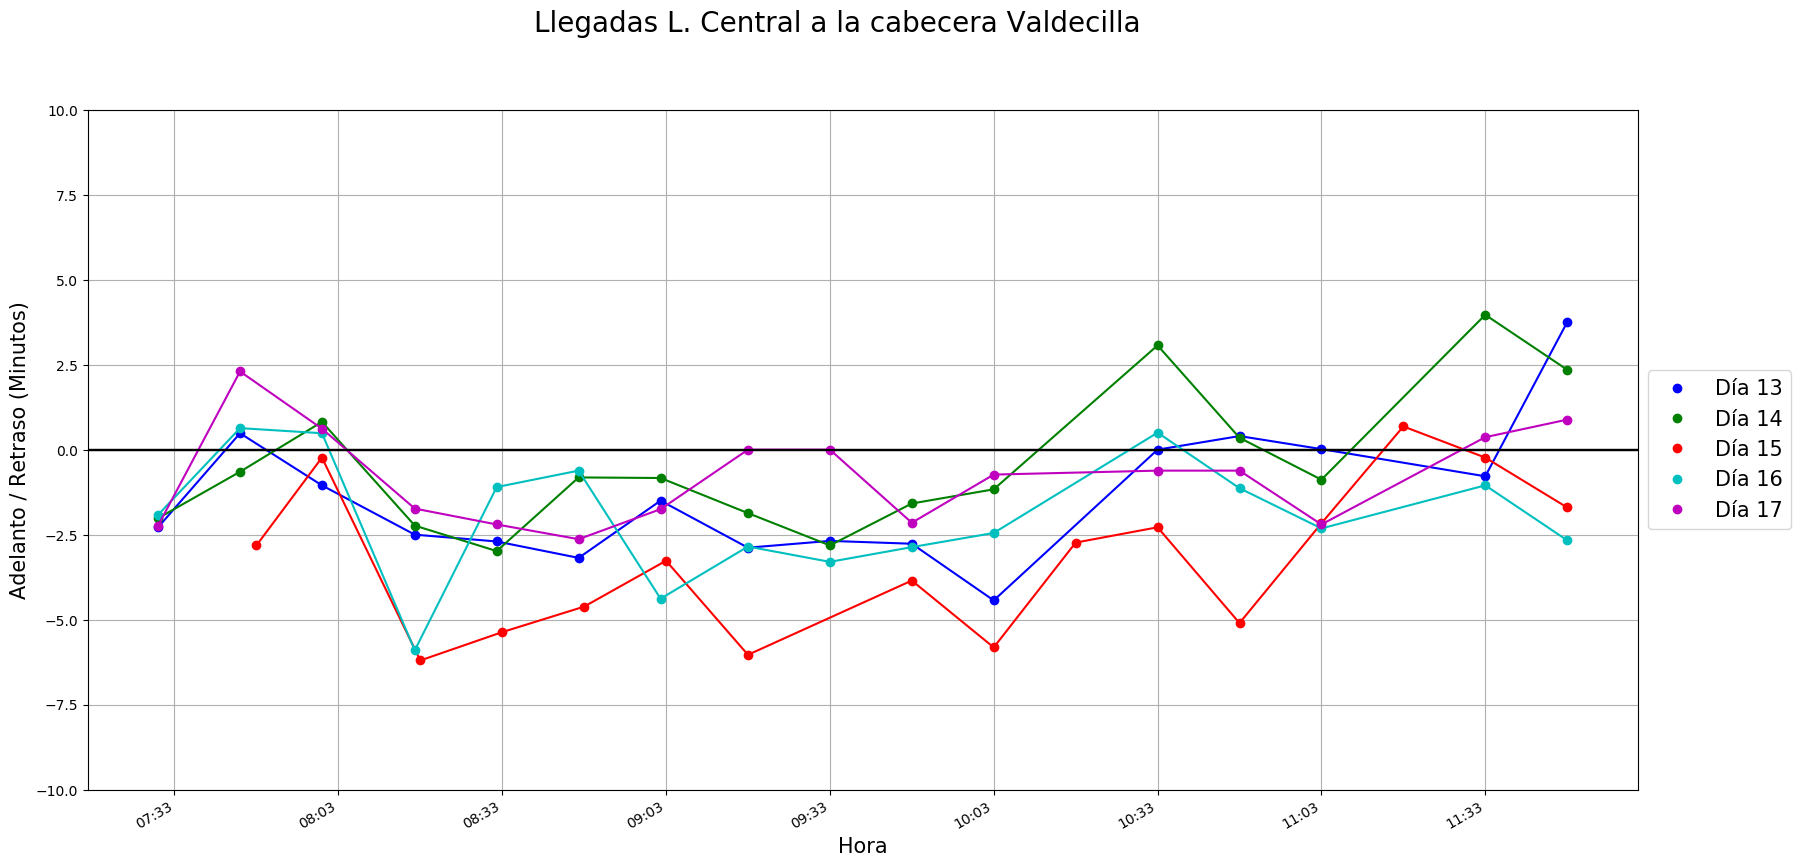 Llegadas L. Central a la cabecera Valdecilla
Adelanto / Retraso (Minutos)
10.0
7.5
5.0
2.5
0.0
−2.5
−5.0
−7.5
−10.0
07:33 08:03 08:33 09:03 09:33 10:03 10:33 11:03 11:33
Hora
Día 13
Día 14
Día 15
Día 16
Día 17